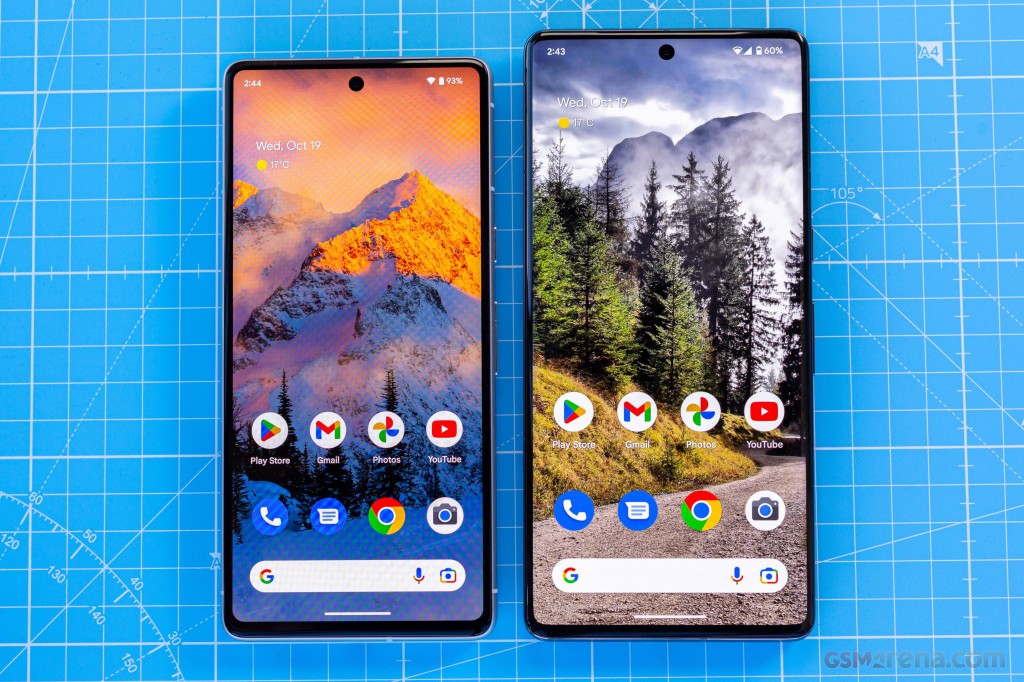 2:44
93%
Wed, Oct 19
17°C
Play Store
Gmail
Photos
YouTube
2:43
60%
Wed, Oct 19
17°C
Play Store
Gmail
Photos
YouTube
A4
105°
60
50
40
30
120
130
140
150
GSMarena.com